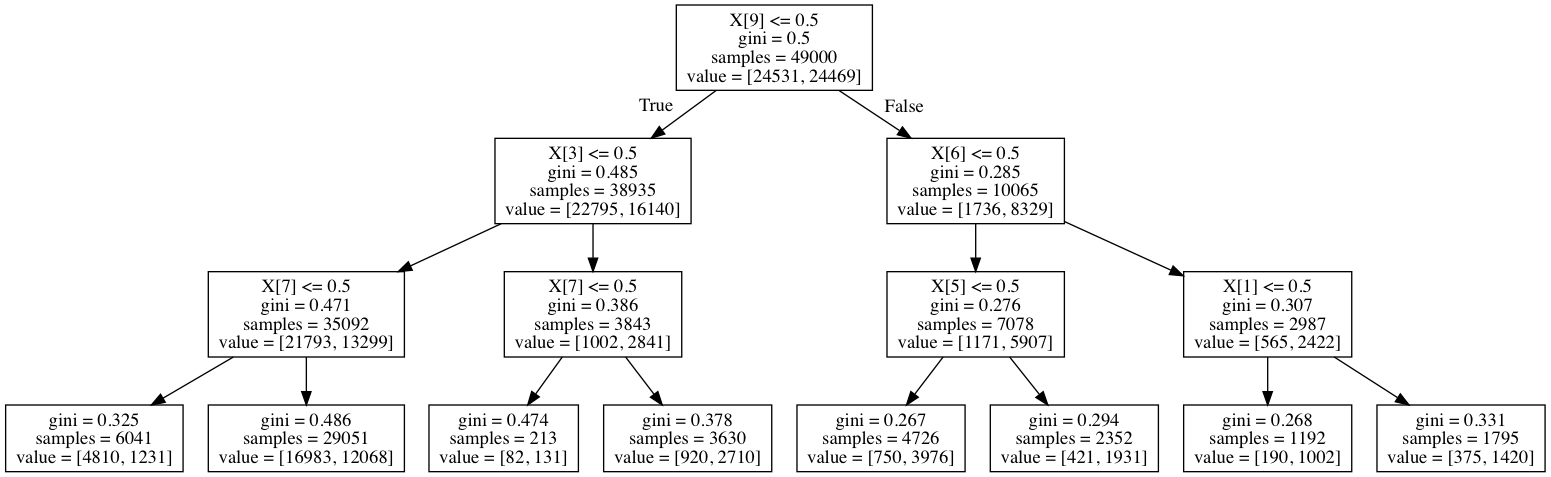 X[9] <= 0.5
gini = 0.5
samples = 49000
value = [24531, 24469]
True
False
X[3] <= 0.5
gini = 0.485
samples = 38935
value = [22795, 16140]
X[6] <= 0.5
gini = 0.285
samples = 10065
value = [1736, 8329]
X[7] <= 0.5
gini = 0.471
samples = 35092
value = [21793, 13299]
X[7] <= 0.5
gini = 0.386
samples = 3843
value = [1002, 2841]
X[5] <= 0.5
gini = 0.276
samples = 7078
value = [1171, 5907]
X[1] <= 0.5
gini = 0.307
samples = 2987
value = [565, 2422]
gini = 0.325
samples = 6041
value = [4810, 1231]
gini = 0.486
samples = 29051
value = [16983, 12068]
gini = 0.474
samples = 213
value = [82, 131]
gini = 0.378
samples = 3630
value = [920, 2710]
gini = 0.267
samples = 4726
value = [750, 3976]
gini = 0.294
samples = 2352
value = [421, 1931]
gini = 0.268
samples = 1192
value = [190, 1002]
gini = 0.331
samples = 1795
value = [375, 1420]